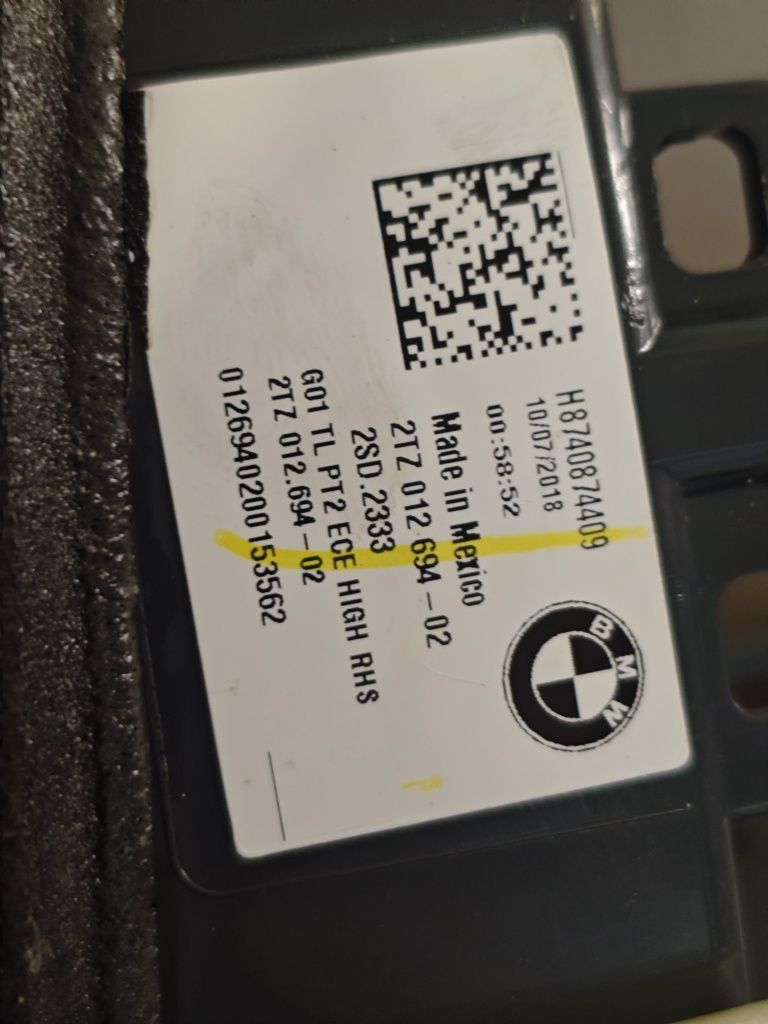 H8740874409
10/07/2018
00:58:52
Made in Mexico
2TZ 012 694-02
2SD.2333
G01 TL PT2 ECE HIGH RHS
2TZ 012.694-02
0126940200153562
BMW